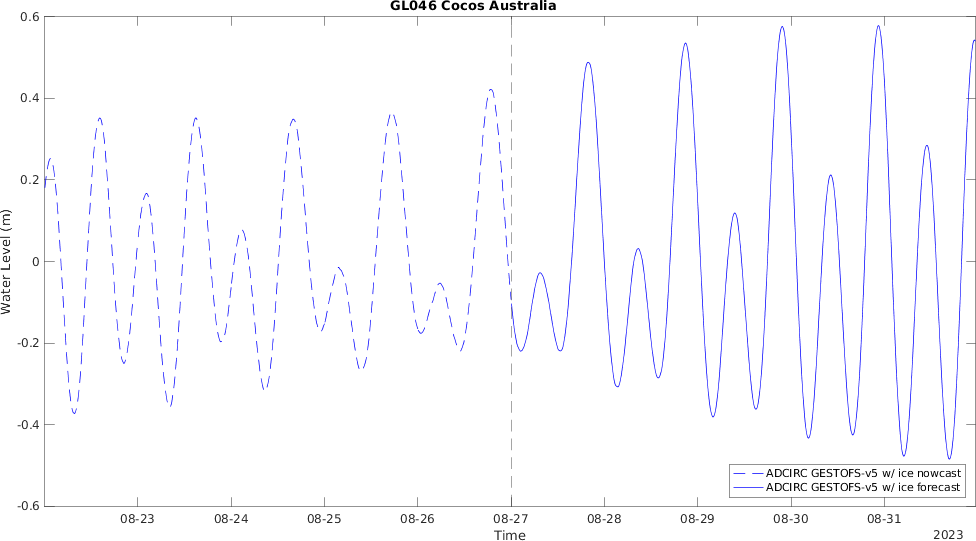 GL046 Cocos Australia
0.6
0.4
0.2
0
-0.2
-0.4
-0.6
Water Level (m)
ADCIRC GESTOFS-v5 w/ ice nowcast
ADCIRC GESTOFS-v5 w/ ice forecast
08-23 08-24 08-25 08-26 08-27 08-28 08-29 08-30 08-31
Time
2023